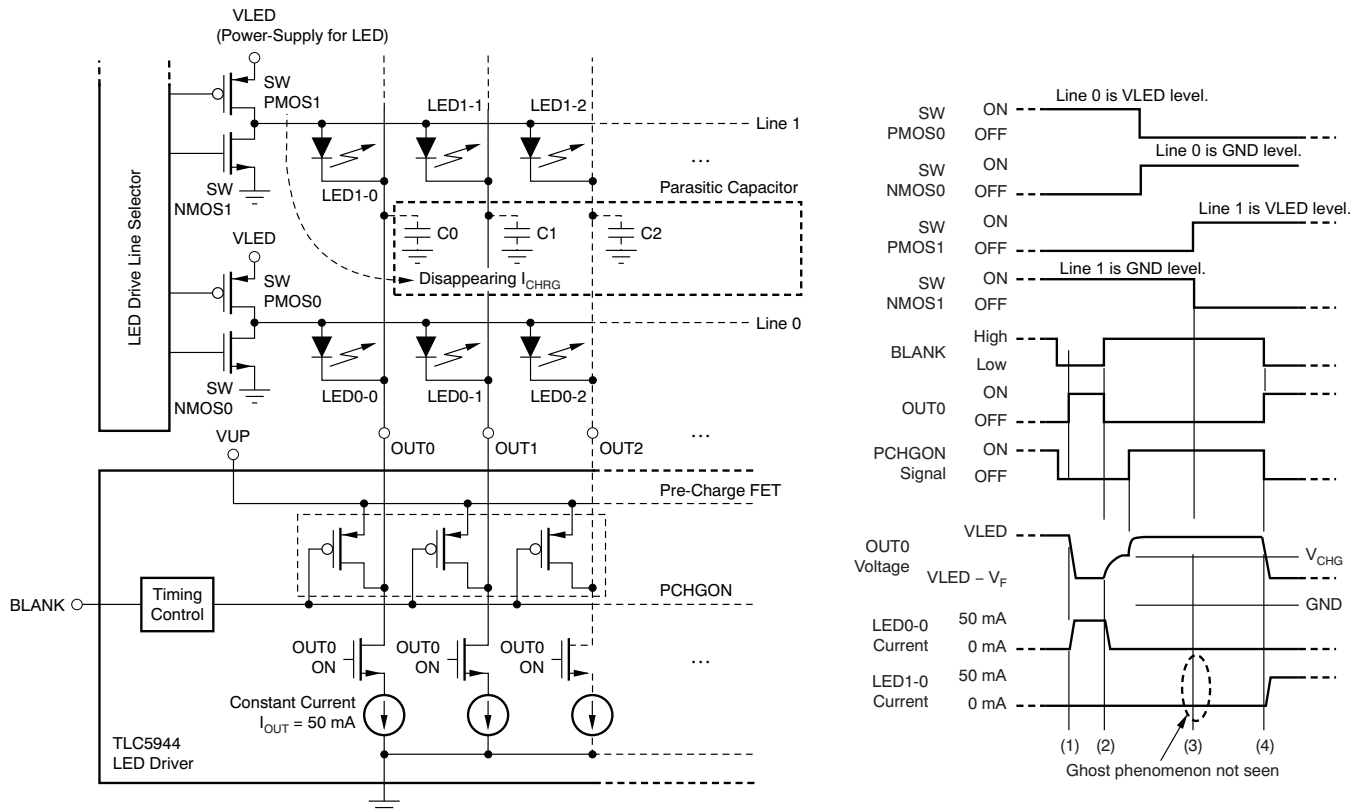 VLED
(Power-Supply for LED)
SW
PMOS1
LED1-1
LED1-2
Line 1
SW
NMOS1
LED1-0
...
Parasitic Capacitor
C0
C1
C2
Disappearing ICHRG
LED Drive Line Selector
VLED
SW
PMOS0
Line 0
SW
NMOS0
LED0-0
LED0-1
LED0-2
VUP
OUT0
OUT1
OUT2
...
Pre-Charge FET
BLANK
Timing
Control
PCHGON
OUT0
ON
OUT0
ON
OUT0
ON
...
Constant Current
IOUT = 50 mA
TLC5944
LED Driver
SW
PMOS0
ON
OFF
Line 0 is VLED level.
SW
NMOS0
ON
OFF
Line 0 is GND level.
SW
PMOS1
ON
OFF
Line 1 is VLED level.
SW
NMOS1
ON
OFF
Line 1 is GND level.
BLANK
High
Low
OUT0
ON
OFF
PCHGON
Signal
ON
OFF
OUT0
Voltage
VLED
VLED – VF
VCHG
GND
LED0-0
Current
50 mA
0 mA
LED1-0
Current
50 mA
0 mA
(1)
(2)
(3)
(4)
Ghost phenomenon not seen